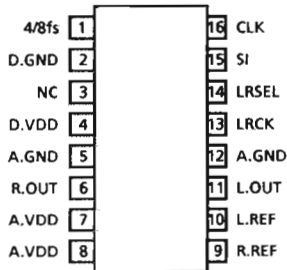 4/8fs 1 16 CLK
D.GND 2 15 SI
NC 3 14 LRSEL
D.VDD 4 13 LRCK
A.GND 5 12 A.GND
R.OUT 6 11 L.OUT
A.VDD 7 10 L.REF
A.VDD 8 9 R.REF